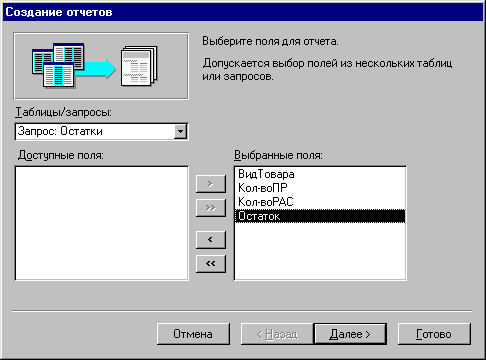 Создание отчетов
Выберите поля для отчета.
Допускается выбор полей из нескольких таблиц
или запросов.
Таблицы/запросы:
Запрос: Остатки
Доступные поля:
Выбранные поля:
ВидТовара
Кол-воПР
Кол-воРАС
Остаток
>
>>
<
<<
Отмена
< Назад
Далее >
Готово